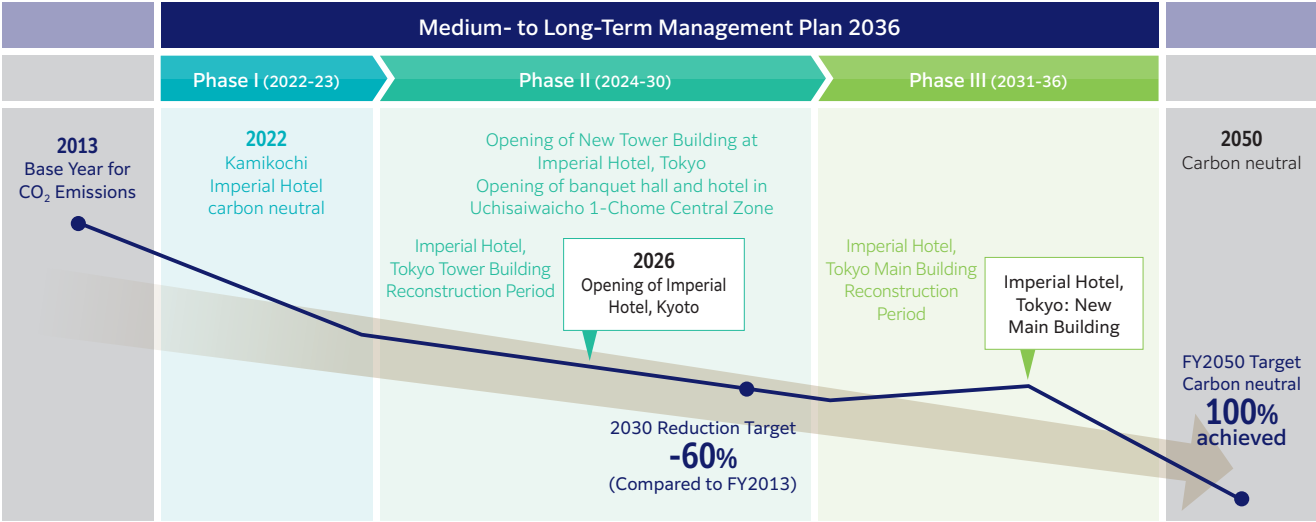 Medium- to Long-Term Management Plan 2036
Phase I (2022-23)
Phase II (2024-30)
Phase III (2031-36)
2013
Base Year for
CO₂ Emissions
2022
Kamikochi
Imperial Hotel
carbon neutral
Opening of New Tower Building at
Imperial Hotel, Tokyo
Opening of banquet hall and hotel in
Uchisaiwaicho 1-Chome Central Zone
Imperial Hotel,
Tokyo Tower Building
Reconstruction Period
2026
Opening of Imperial
Hotel, Kyoto
2030 Reduction Target
-60%
(Compared to FY2013)
Imperial Hotel,
Tokyo Main Building
Reconstruction
Period
Imperial Hotel,
Tokyo: New
Main Building
2050
Carbon neutral
FY2050 Target
Carbon neutral
100%
achieved